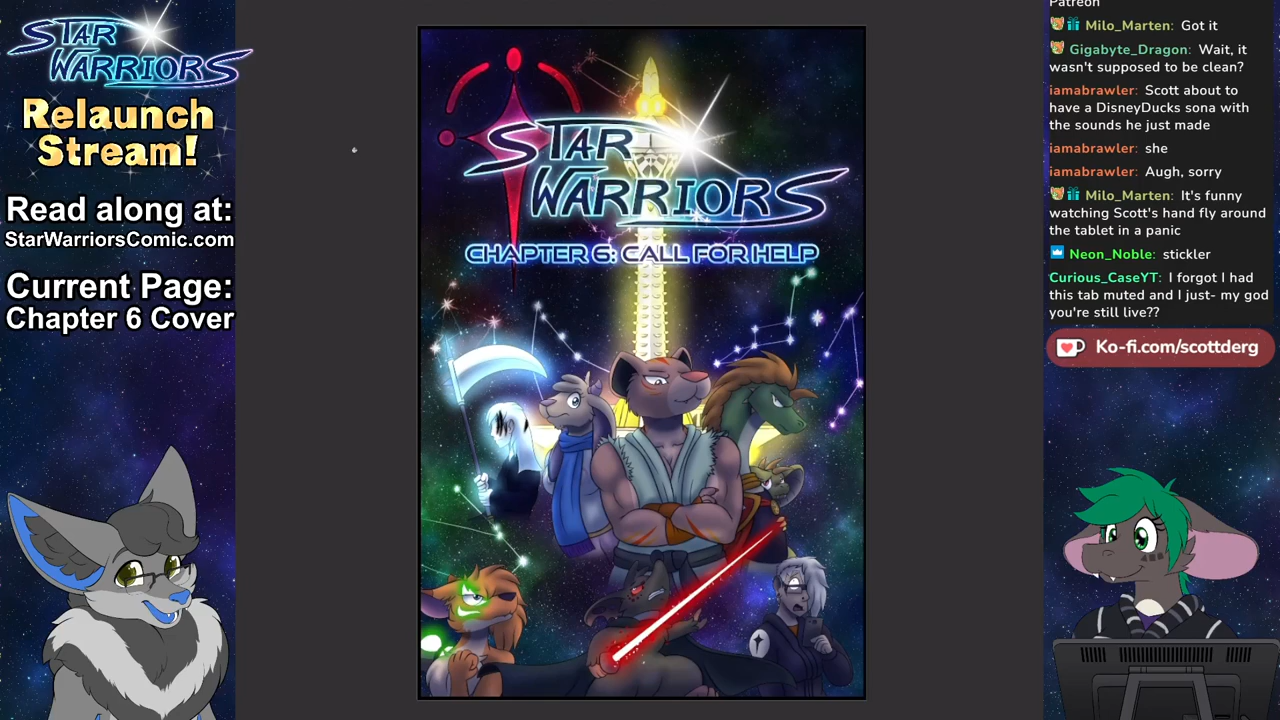 STAR
WARRIORS
Relaunch
Stream!
Read along at:
StarWarriorsComic.com
Current Page:
Chapter 6 Cover
STAR
WARRIORS
CHAPTER 6: CALL FOR HELP
Patreon
Milo_Marten: Got it
Gigabyte_Dragon: Wait, it
wasn't supposed to be clean?
iamabrawler: Scott about to
have a DisneyDucks sona with
the sounds he just made
iamabrawler: she
iamabrawler: Augh, sorry
Milo_Marten: It's funny
watching Scott's hand fly around
the tablet in a panic
Neon_Noble: stickler
Curious_CaseYT: I forgot I had
this tab muted and I just- my god
you're still live??
Ko-fi.com/scottderg